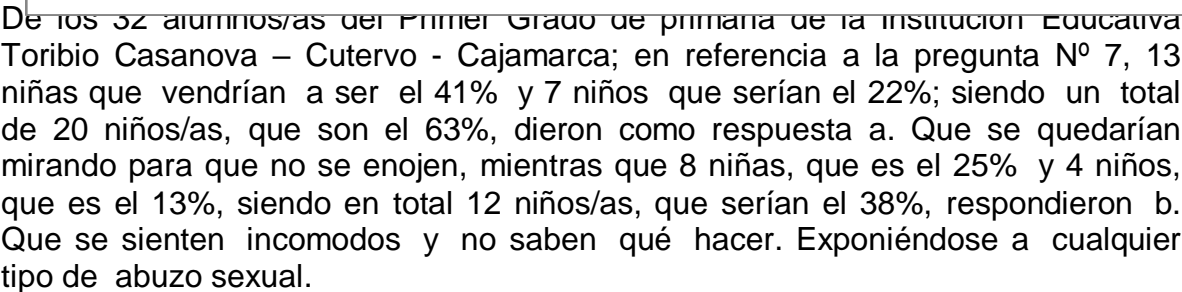 De los 32 alumnos/as del Primer Grado de primaria de la Institución Educativa
Toribio Casanova – Cutervo - Cajamarca; en referencia a la pregunta Nº 7, 13
niñas que vendrían a ser el 41% y 7 niños que serían el 22%; siendo un total
de 20 niños/as, que son el 63%, dieron como respuesta a. Que se quedarían
mirando para que no se enojen, mientras que 8 niñas, que es el 25% y 4 niños,
que es el 13%, siendo en total 12 niños/as, que serían el 38%, respondieron b.
Que se sienten incomodos y no saben qué hacer. Exponiéndose a cualquier
tipo de abuzo sexual.